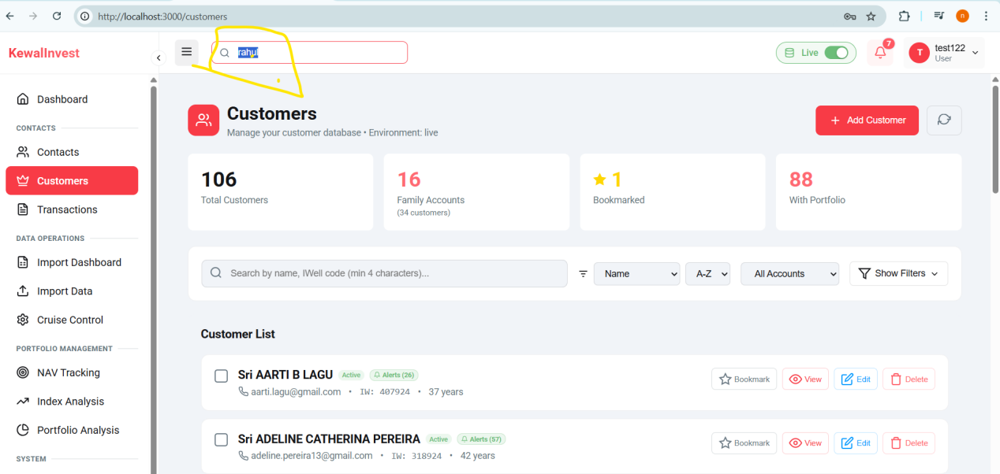 http://localhost:3000/customers
n
KewalInvest
rahul
Live
7
T
test122
User
Dashboard
CONTACTS
Contacts
Customers
Transactions
DATA OPERATIONS
Import Dashboard
Import Data
Cruise Control
PORTFOLIO MANAGEMENT
NAV Tracking
Index Analysis
Portfolio Analysis
SYSTEM
Customers
Manage your customer database • Environment: live
+ Add Customer
106
Total Customers
16
Family Accounts
(34 customers)
1
Bookmarked
88
With Portfolio
Search by name, IWell code (min 4 characters)...
Name
A-Z
All Accounts
Show Filters
Customer List
Sri AARTI B LAGU Active Alerts (26)
aarti.lagu@gmail.com • IW: 407924 • 37 years
Bookmark View Edit Delete
Sri ADELINE CATHERINA PEREIRA Active Alerts (57)
adeline.pereira13@gmail.com • IW: 318924 • 42 years
Bookmark View Edit Delete